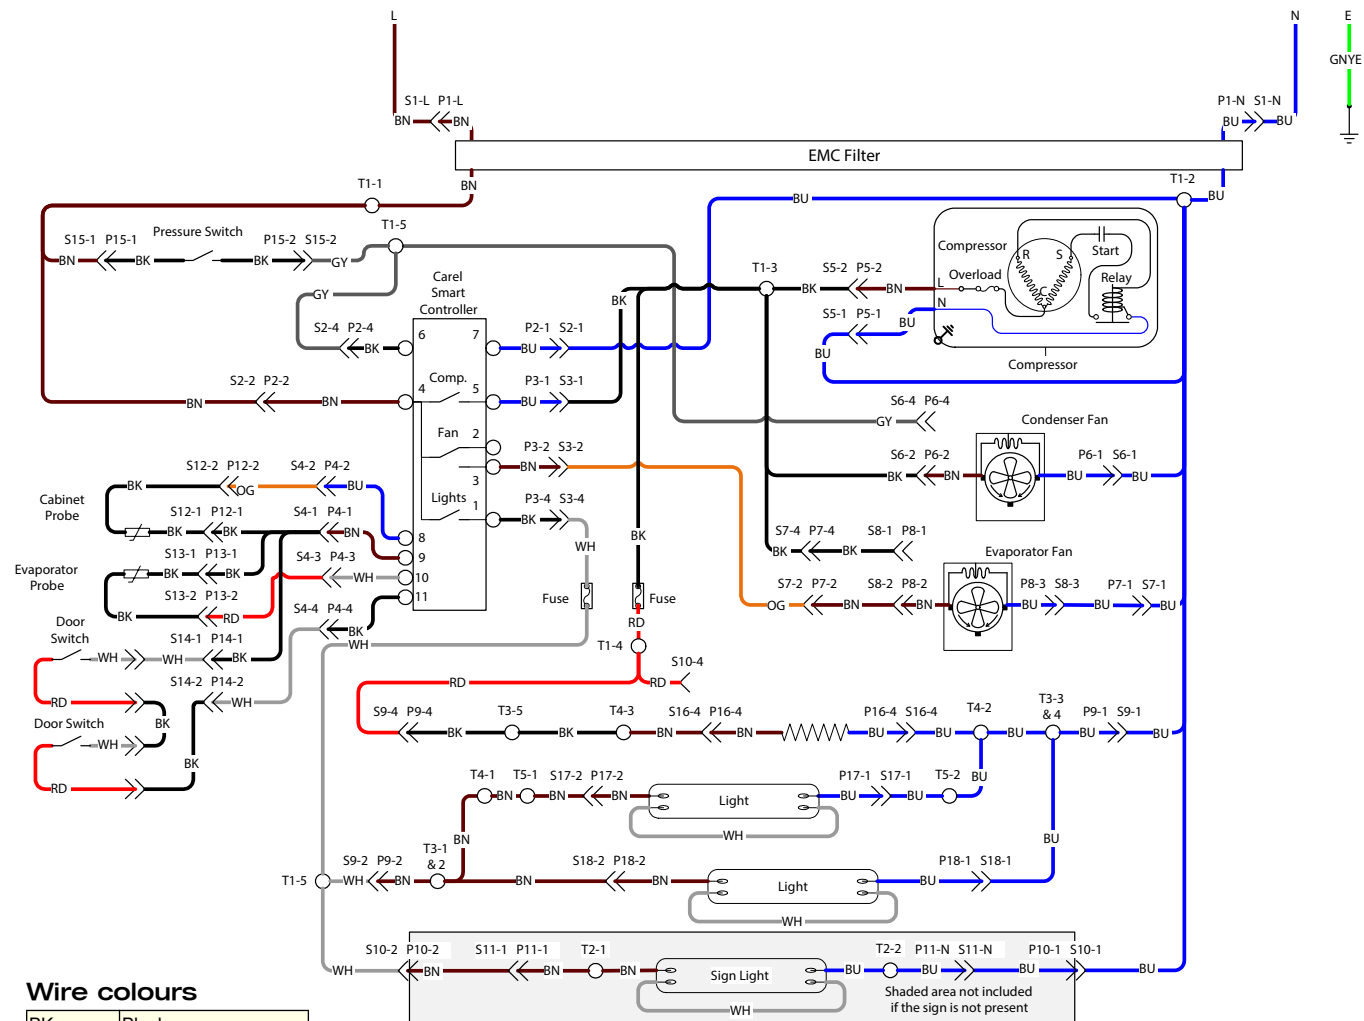 L
N
E
GNYE
S1-L P1-L
P1-N S1-N
BN
BN
BU
BU
EMC Filter
T1-1
BN
T1-2
BU
BU
S15-1 P15-1
Pressure Switch
P15-2 S15-2
T1-5
BN
BK
BK
GY
GY
Carel
Smart
Controller
T1-3
S5-2 P5-2
BK
BK
BN
Compressor
R
S
Start
Overload
Relay
C
L
N
S5-1 P5-1
BU
BU
Compressor
S2-4 P2-4
BK
6
7
P2-1 S2-1
BU
S2-2 P2-2
BN
BN
4
Comp.
5
P3-1 S3-1
BU
S6-4 P6-4
GY
Condenser Fan
Fan
2
3
P3-2 S3-2
BN
S6-2 P6-2
BK
BN
P6-1 S6-1
BU
BU
S12-2 P12-2
S4-2 P4-2
BK
OG
BU
Cabinet
Probe
Lights
1
P3-4 S3-4
BK
WH
S12-1 P12-1
S4-1 P4-1
BK
BK
BN
8
9
10
11
BK
S7-4 P7-4
S8-1 P8-1
BK
BK
Evaporator Fan
S13-1 P13-1
S4-3 P4-3
Evaporator
Probe
BK
BK
WH
S13-2 P13-2
BK
RD
S4-4 P4-4
BK
WH
Fuse
Fuse
RD
S7-2 P7-2
S8-2 P8-2
OG
BN
BN
P8-3 S8-3
P7-1 S7-1
BU
BU
BU
Door
Switch
S14-1 P14-1
WH
WH
BK
T1-4
S10-4
RD
RD
S14-2 P14-2
RD
WH
BK
Door Switch
WH
BK
RD
S9-4 P9-4
T3-5
T4-3
S16-4 P16-4
P16-4 S16-4
T4-2
T3-3
& 4
P9-1 S9-1
BK
BK
BN
BN
BU
BU
BU
BU
BU
BU
T4-1 T5-1 S17-2 P17-2
P17-1 S17-1 T5-2
BN
BN
BN
Light
BU
BU
WH
BN
BU
T3-1
& 2
S9-2 P9-2
S18-2 P18-2
P18-1 S18-1
T1-5
WH
BN
BN
BN
Light
BU
WH
S10-2 P10-2
S11-1 P11-1
T2-1
T2-2 P11-N S11-N
P10-1 S10-1
WH
BN
BN
BN
Sign Light
BU
BU
BU
BU
WH
Shaded area not included
if the sign is not present
Wire colours
BK Black